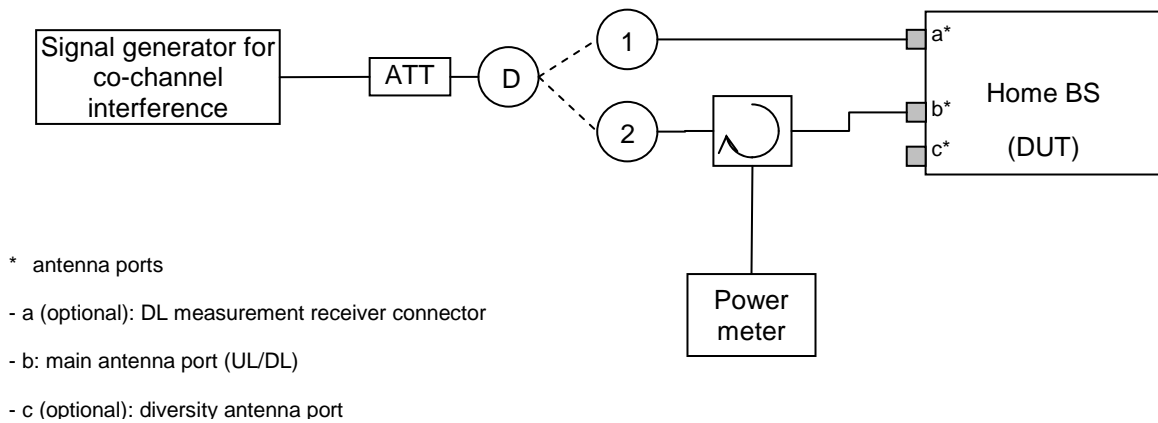 Signal generator for
co-channel
interference
ATT
D
1
2
a*
b*
c*
Home BS
(DUT)
Power
meter
* antenna ports
- a (optional): DL measurement receiver connector
- b: main antenna port (UL/DL)
- c (optional): diversity antenna port